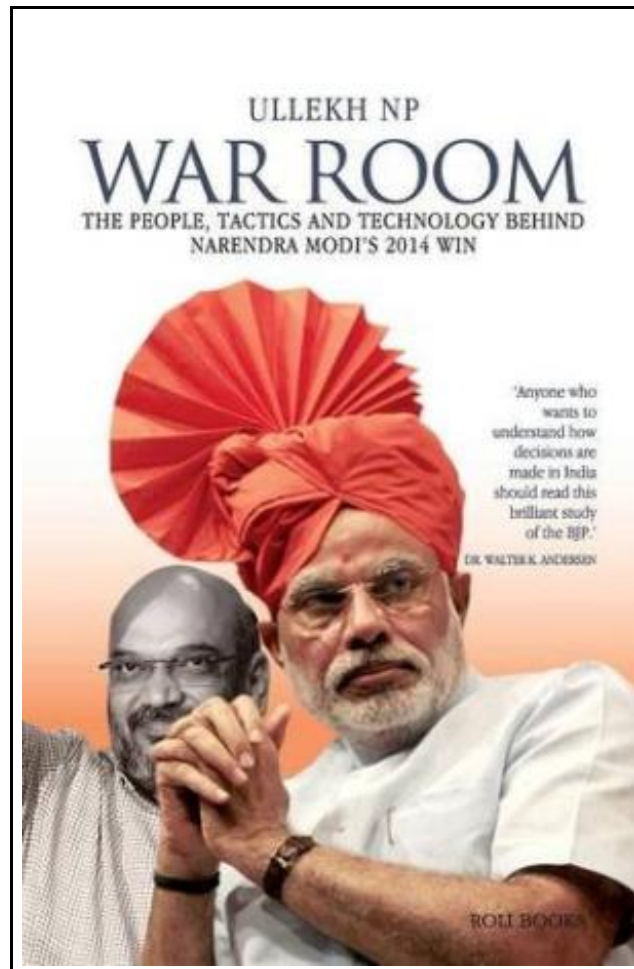 ULLEKH NP
WAR ROOM
THE PEOPLE, TACTICS AND TECHNOLOGY BEHIND
NARENDRA MODI'S 2014 WIN
'Anyone who
wants to
understand how
decisions are
made in India
should read this
brilliant study
of the BJP.'
DR. WALTER K. ANDERSEN
ROLI BOOKS